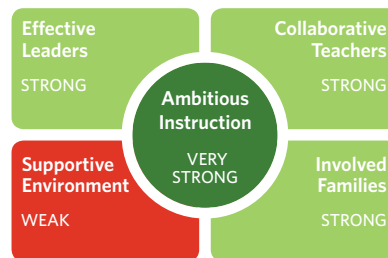 Effective
Leaders
STRONG
Collaborative
Teachers
STRONG
Ambitious
Instruction
VERY
STRONG
Supportive
Environment
WEAK
Involved
Families
STRONG